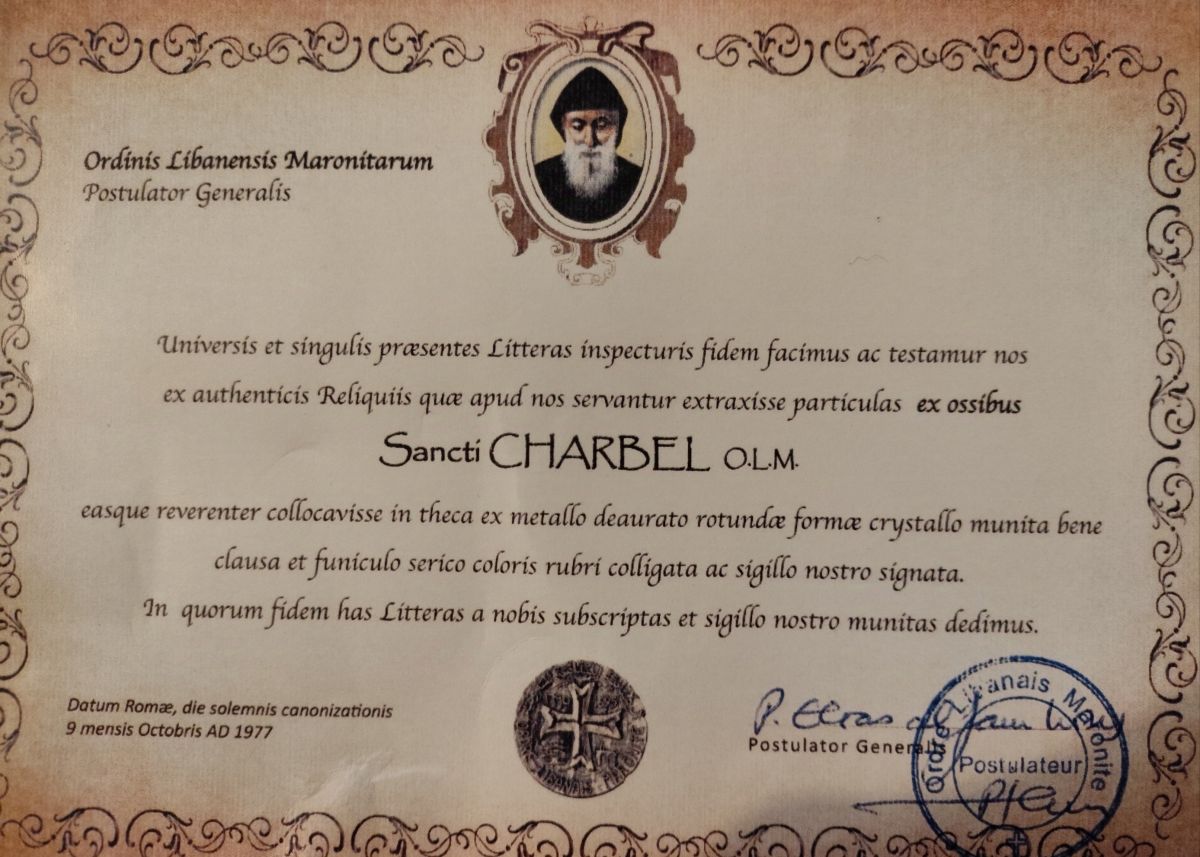 Ordinis Libanensis Maronitarum
Postulator Generalis
Universis et singulis præsentes Litteras inspecturis fidem facimus ac testamur nos
ex authenticis Reliquiis quæ apud nos servantur extraxisse particulas ex ossibus
Sancti CHARBEL O.L.M.
easque reverenter collocavisse in theca ex metallo deaurato rotundæ formæ crystallo munita bene
clausa et funiculo serico coloris rubri colligata ac sigillo nostro signata.
In quorum fidem has Litteras a nobis subscriptas et sigillo nostro munitas dedimus.
Datum Romæ, die solemnis canonizationis
9 mensis Octobris AD 1977
P. Elias
Postulator Generalis
Ordre Libanais Maronite
Postulateur